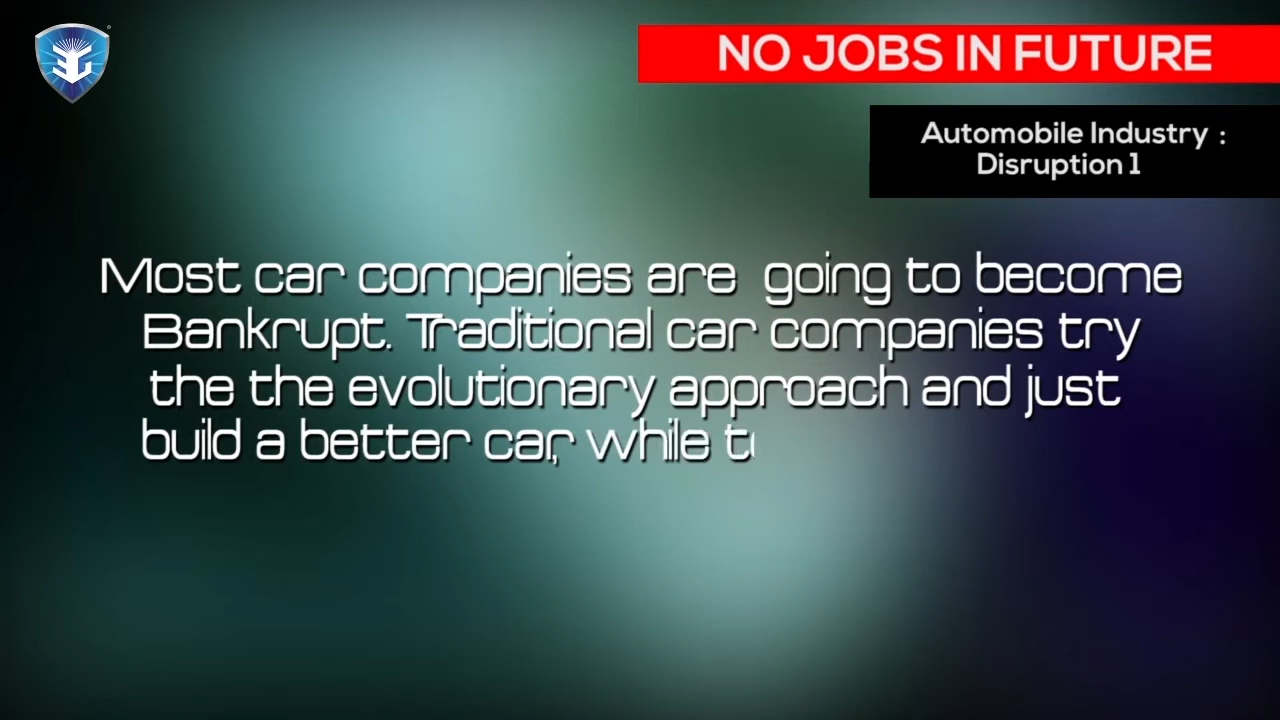 NO JOBS IN FUTURE
Automobile Industry :
Disruption 1
Most car companies are going to become
Bankrupt. Traditional car companies try
the the evolutionary approach and just
build a better car, while